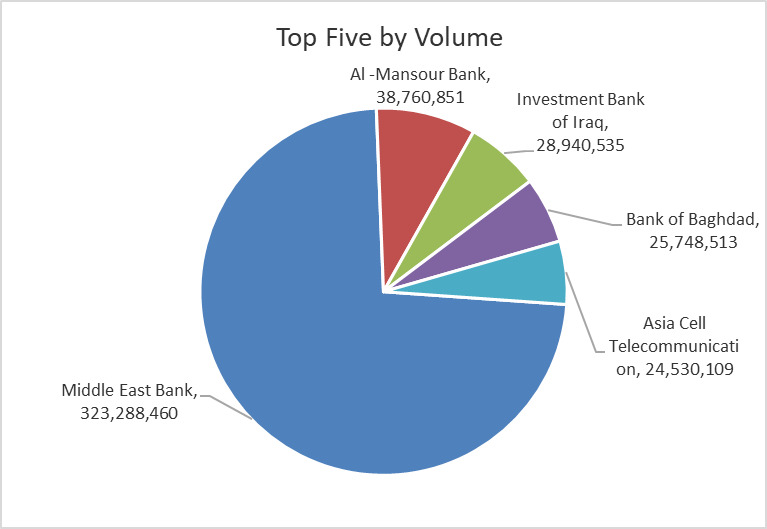 Top Five by Volume
Al -Mansour Bank,
38,760,851
Investment Bank
of Iraq,
28,940,535
Bank of Baghdad,
25,748,513
Asia Cell
Telecommunicati
on, 24,530,109
Middle East Bank,
323,288,460